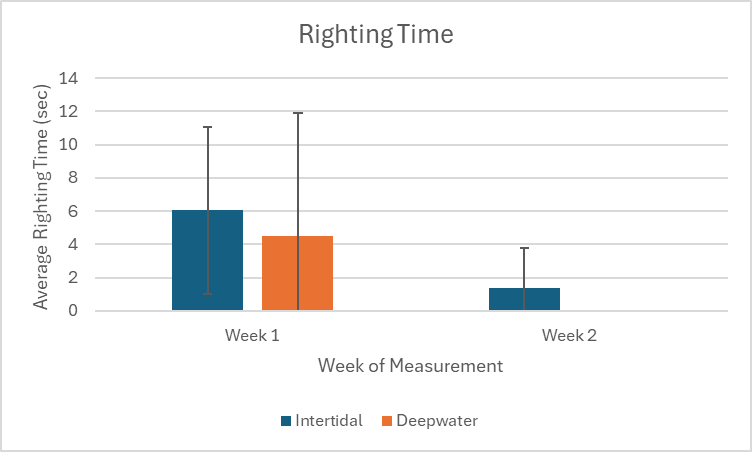 Righting Time
Average Righting Time (sec)
14
12
10
8
6
4
2
0
Week 1 Week 2
Week of Measurement
Intertidal Deepwater